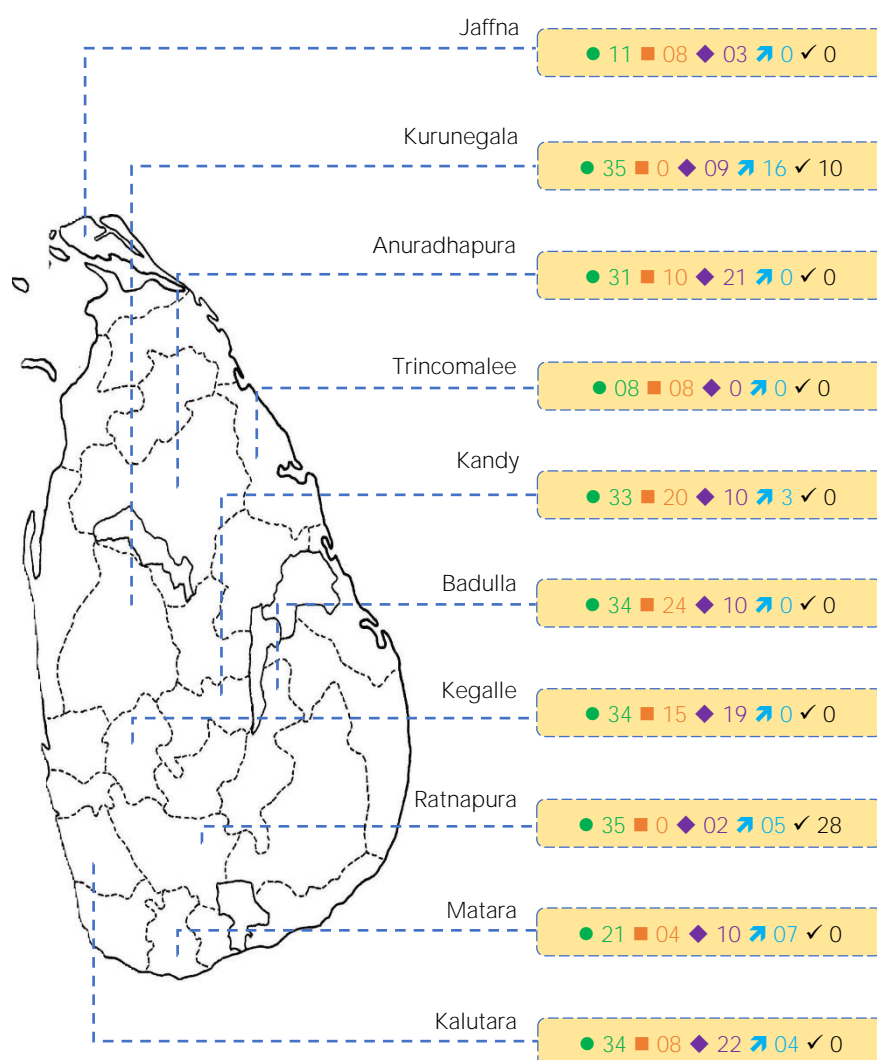 Jaffna
● 11 ■ 08 ◆ 03 ↗ 0 ✓ 0
Kurunegala
● 35 ■ 0 ◆ 09 ↗ 16 ✓ 10
Anuradhapura
● 31 ■ 10 ◆ 21 ↗ 0 ✓ 0
Trincomalee
● 08 ■ 08 ◆ 0 ↗ 0 ✓ 0
Kandy
● 33 ■ 20 ◆ 10 ↗ 3 ✓ 0
Badulla
● 34 ■ 24 ◆ 10 ↗ 0 ✓ 0
Kegalle
● 34 ■ 15 ◆ 19 ↗ 0 ✓ 0
Ratnapura
● 35 ■ 0 ◆ 02 ↗ 05 ✓ 28
Matara
● 21 ■ 04 ◆ 10 ↗ 07 ✓ 0
Kalutara
● 34 ■ 08 ◆ 22 ↗ 04 ✓ 0